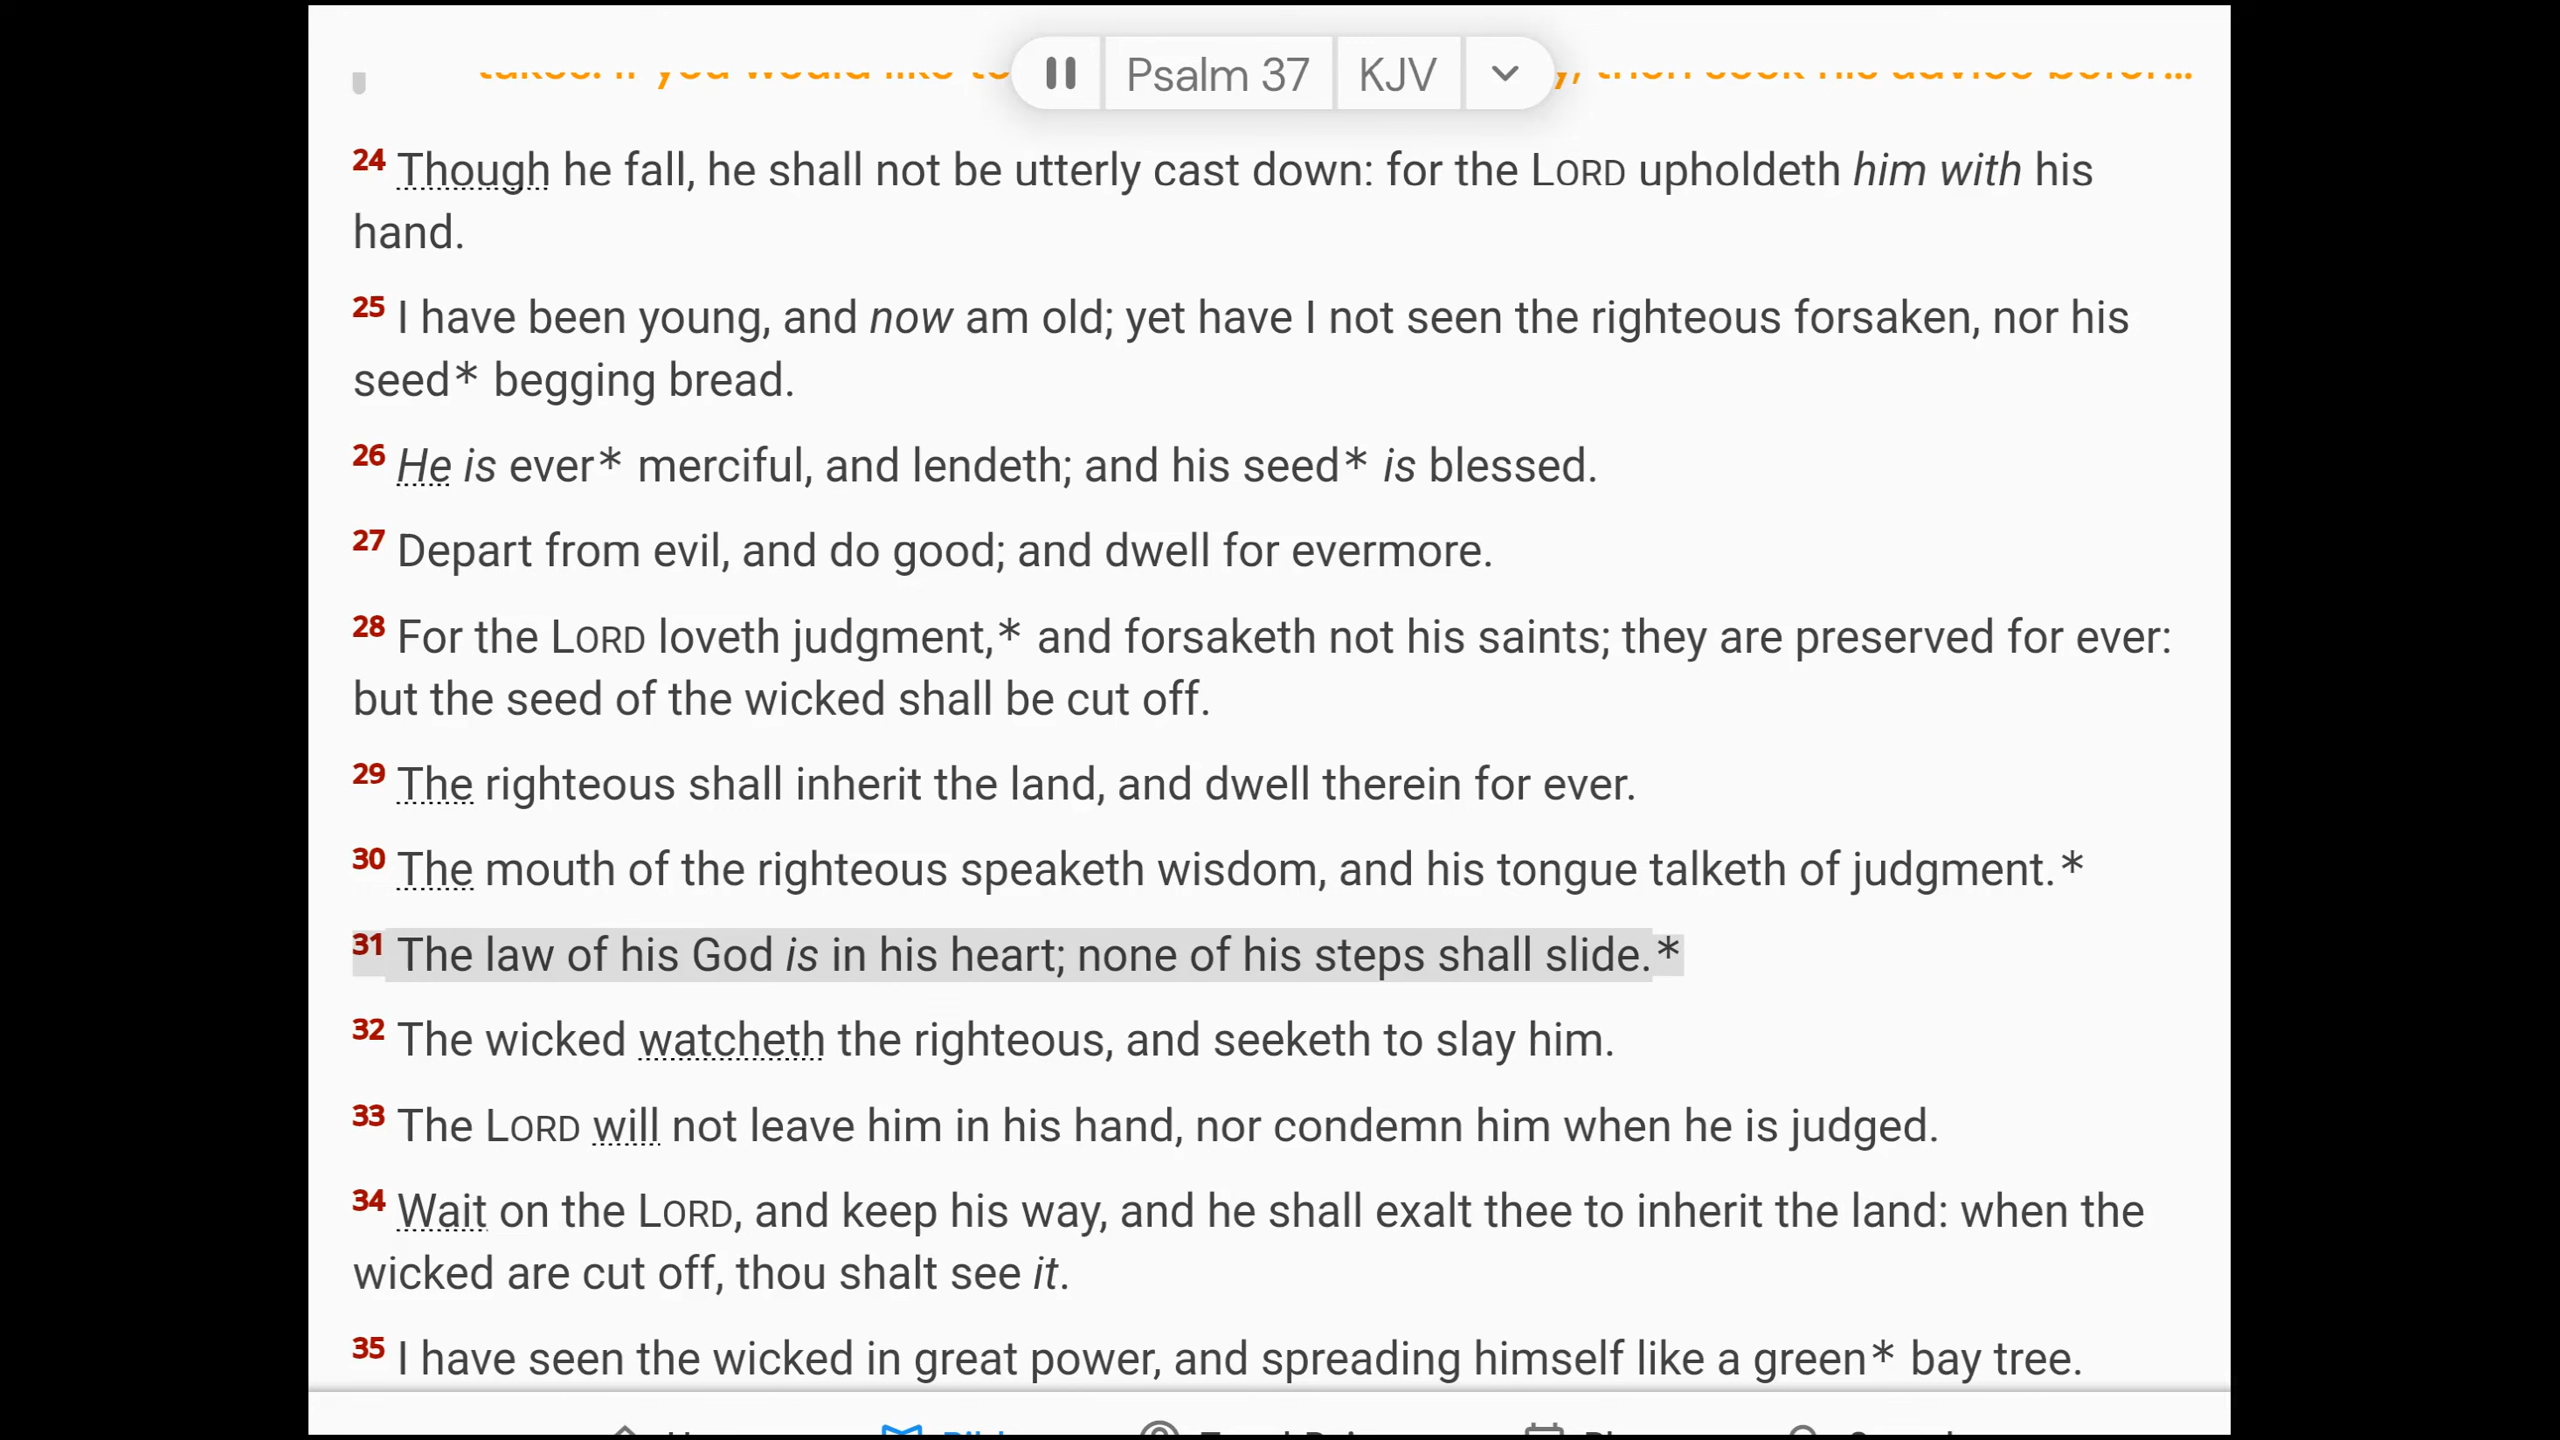 Psalm 37 KJV
24 Though he fall, he shall not be utterly cast down: for the LORD upholdeth him with his
hand.
25 I have been young, and now am old; yet have I not seen the righteous forsaken, nor his
seed* begging bread.
26 He is ever* merciful, and lendeth; and his seed* is blessed.
27 Depart from evil, and do good; and dwell for evermore.
28 For the LORD loveth judgment,* and forsaketh not his saints; they are preserved for ever:
but the seed of the wicked shall be cut off.
29 The righteous shall inherit the land, and dwell therein for ever.
30 The mouth of the righteous speaketh wisdom, and his tongue talketh of judgment.*
31 The law of his God is in his heart; none of his steps shall slide.*
32 The wicked watcheth the righteous, and seeketh to slay him.
33 The LORD will not leave him in his hand, nor condemn him when he is judged.
34 Wait on the LORD, and keep his way, and he shall exalt thee to inherit the land: when the
wicked are cut off, thou shalt see it.
35 I have seen the wicked in great power, and spreading himself like a green* bay tree.